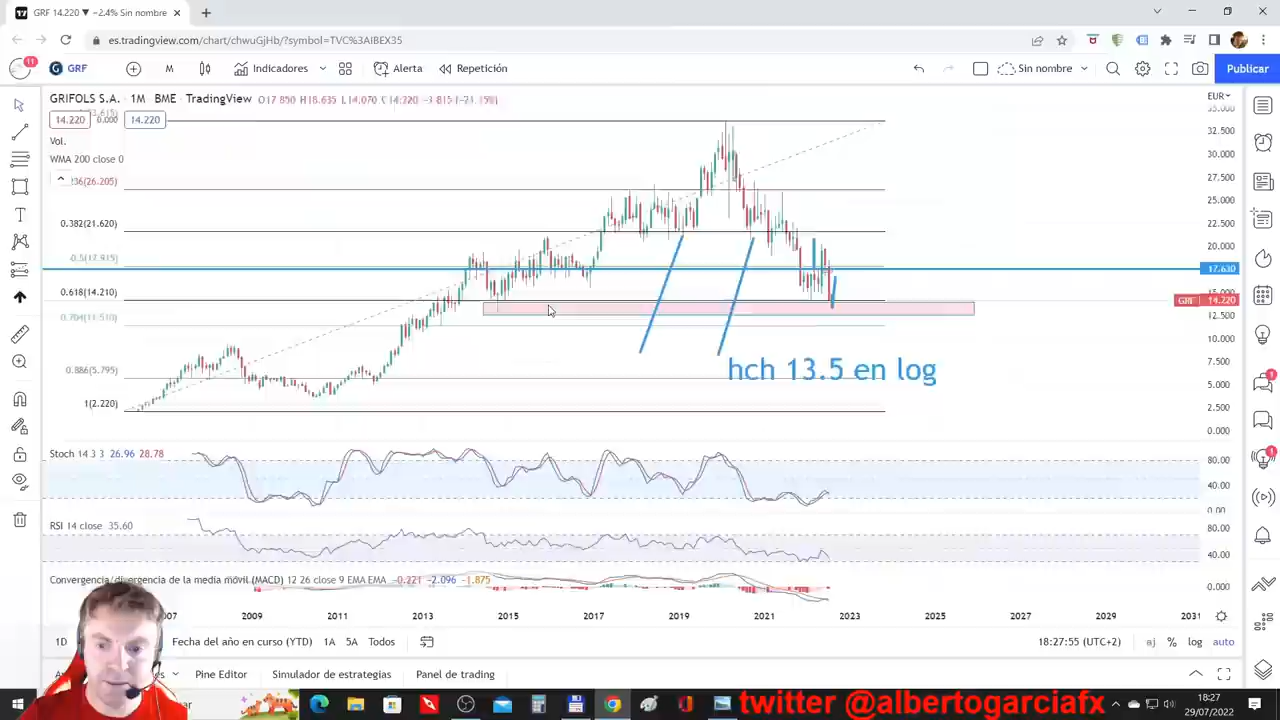 GRF 14.220 ▼ −2.4% Sin nombre
es.tradingview.com/chart/chwuGjHb/?symbol=TVC%3AIBEX35
11
GRF
M
Indicadores
Alerta
Repetición
Sin nombre
Publicar
GRIFOLS S.A. · 1M · BME · TradingView
EUR
14.220 0.000 14.220
Vol.
WMA 200 close 0
35.000
32.500
30.000
27.500
25.000
22.500
20.000
17.630
15.000
GRF 14.220
12.500
10.000
7.500
5.000
2.500
0.000
236(26.205)
0.382(21.620)
0.5(17.915)
0.618(14.210)
0.704(11.510)
0.886(5.795)
1(2.220)
hch 13.5 en log
Stoch 14 3 3 26.96 28.78
80.00
40.00
0.00
RSI 14 close 35.60
80.00
40.00
Convergencia/divergencia de la media móvil (MACD) 12 26 close 9 EMA EMA −0.221 −2.096 −1.875
0.000
2009 2011 2013 2015 2017 2019 2021 2023 2025 2027 2029 2031
1D
Fecha del año en curso (YTD) 1A 5A Todos
18:27:55 (UTC+2)
aj % log auto
Pine Editor Simulador de estrategias Panel de trading
twitter @albertogarciafx
18:27
29/07/2022